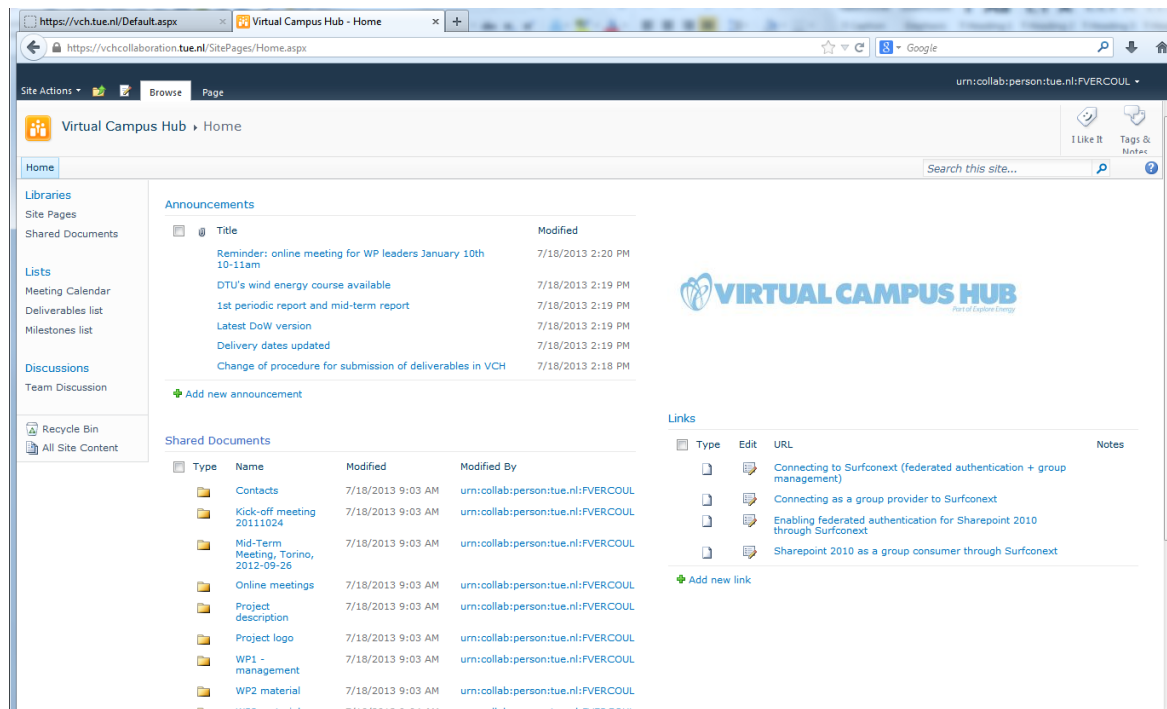 https://vch.tue.nl/Default.aspx × Virtual Campus Hub - Home × +
https://vchcollaboration.tue.nl/SitePages/Home.aspx Google
urn:collab:person:tue.nl:FVERCOUL
Site Actions Browse Page
Virtual Campus Hub Home
I Like It Tags &
Notes
Home
Search this site...
Libraries
Site Pages
Shared Documents
Lists
Meeting Calendar
Deliverables list
Milestones list
Discussions
Team Discussion
Recycle Bin
All Site Content
Announcements
Title Modified
Reminder: online meeting for WP leaders January 10th 7/18/2013 2:20 PM
10-11am
DTU's wind energy course available 7/18/2013 2:19 PM
1st periodic report and mid-term report 7/18/2013 2:19 PM
Latest DoW version 7/18/2013 2:19 PM
Delivery dates updated 7/18/2013 2:19 PM
Change of procedure for submission of deliverables in VCH 7/18/2013 2:18 PM
Add new announcement
Shared Documents
Type Name Modified Modified By
Contacts 7/18/2013 9:03 AM urn:collab:person:tue.nl:FVERCOUL
Kick-off meeting 7/18/2013 9:03 AM urn:collab:person:tue.nl:FVERCOUL
20111024
Mid-Term 7/18/2013 9:03 AM urn:collab:person:tue.nl:FVERCOUL
Meeting, Torino,
2012-09-26
Online meetings 7/18/2013 9:03 AM urn:collab:person:tue.nl:FVERCOUL
Project 7/18/2013 9:03 AM urn:collab:person:tue.nl:FVERCOUL
description
Project logo 7/18/2013 9:03 AM urn:collab:person:tue.nl:FVERCOUL
WP1 - 7/18/2013 9:03 AM urn:collab:person:tue.nl:FVERCOUL
management
WP2 material 7/18/2013 9:03 AM urn:collab:person:tue.nl:FVERCOUL
VIRTUAL CAMPUS HUB
Part of Explore Energy
Links
Type Edit URL Notes
Connecting to Surfconext (federated authentication + group
management)
Connecting as a group provider to Surfconext
Enabling federated authentication for Sharepoint 2010
through Surfconext
Sharepoint 2010 as a group consumer through Surfconext
Add new link